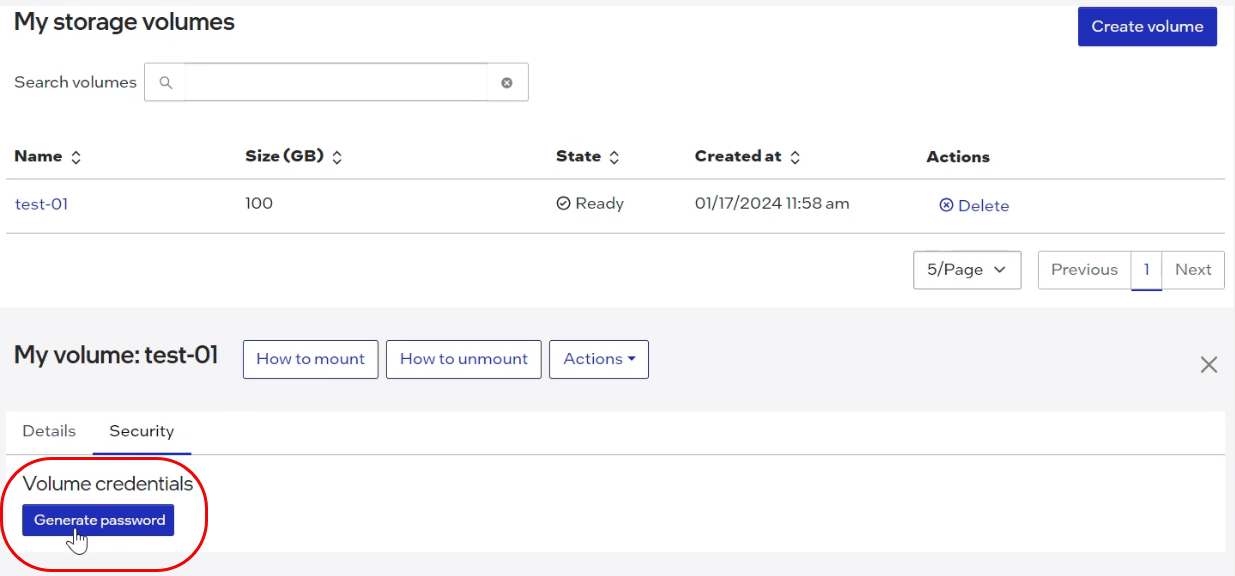 My storage volumes
Create volume
Search volumes
Name Size (GB) State Created at Actions
test-01 100 Ready 01/17/2024 11:58 am Delete
5/Page Previous 1 Next
My volume: test-01 How to mount How to unmount Actions
Details Security
Volume credentials
Generate password